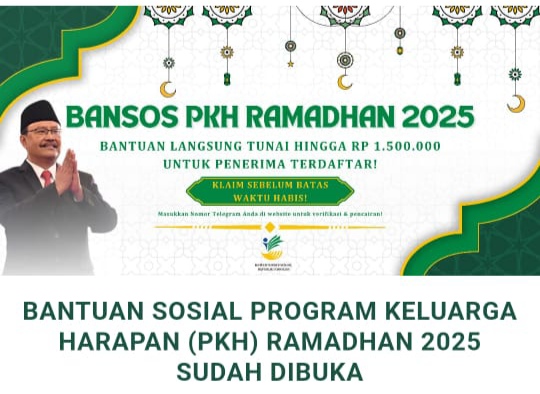 BANSOS PKH RAMADHAN 2025
BANTUAN LANGSUNG TUNAI HINGGA RP 1.500.000
UNTUK PENERIMA TERDAFTAR!
KLAIM SEBELUM BATAS
WAKTU HABIS!
Masukkan Nomor Telegram Anda di website untuk verifikasi & pencairan!
BANTUAN SOSIAL PROGRAM KELUARGA
HARAPAN (PKH) RAMADHAN 2025
SUDAH DIBUKA